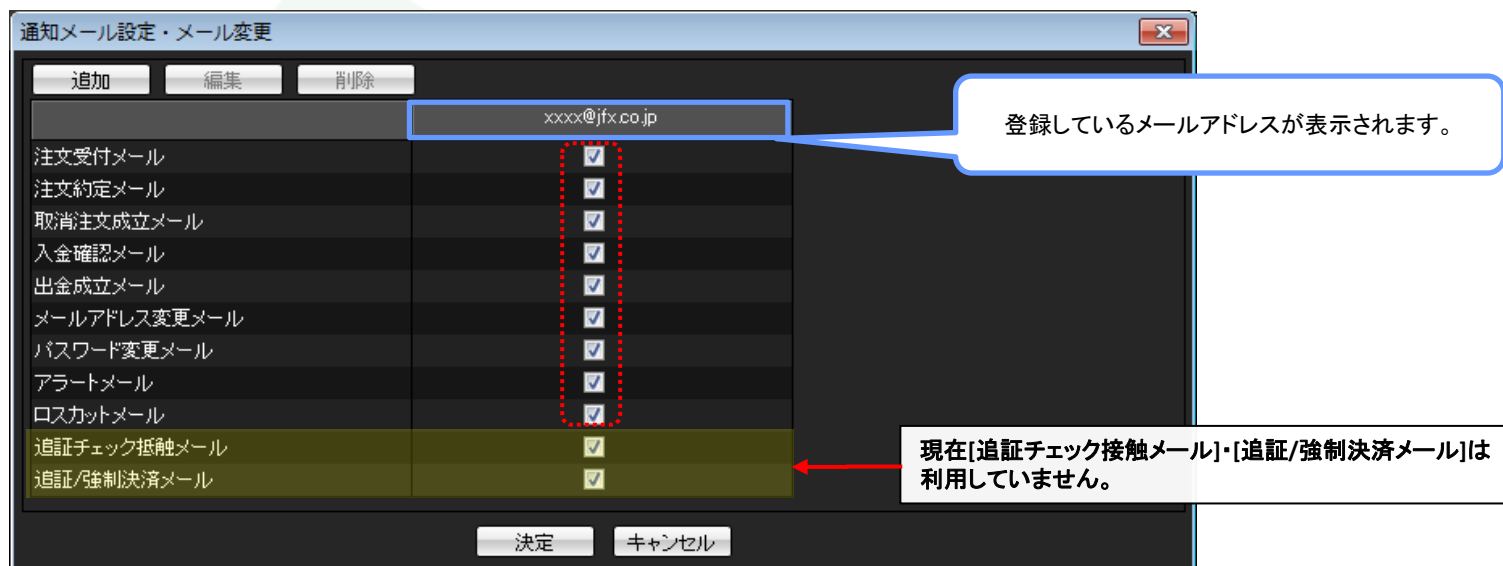 通知メール設定・メール変更
追加 編集 削除
xxxx@jfx.co.jp
登録しているメールアドレスが表示されます。
注文受付メール
注文約定メール
取消注文成立メール
入金確認メール
出金成立メール
メールアドレス変更メール
パスワード変更メール
アラートメール
ロスカットメール
追証チェック抵触メール
追証/強制決済メール
現在[追証チェック接触メール]・[追証/強制決済メール]は
利用していません。
決定 キャンセル